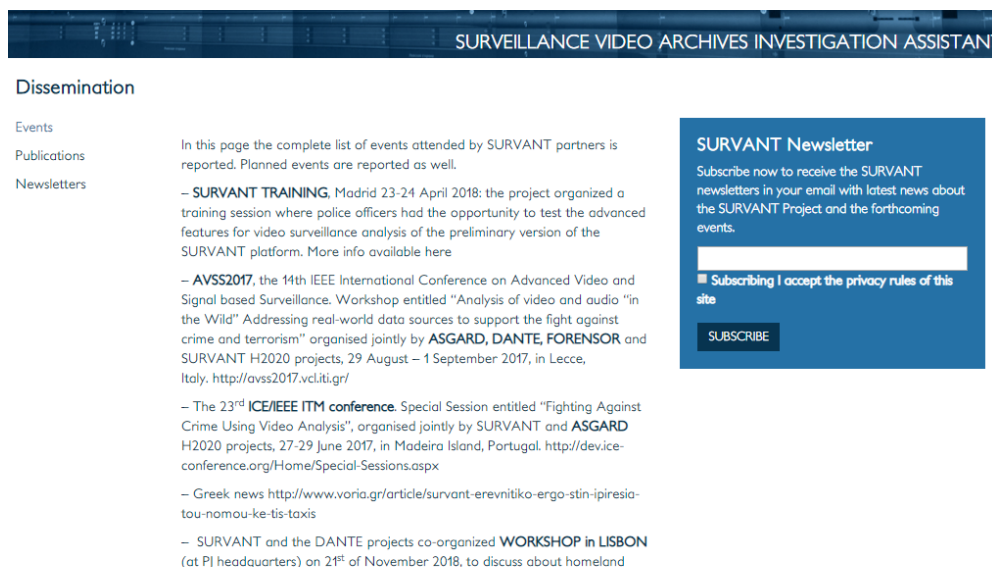 SURVEILLANCE VIDEO ARCHIVES INVESTIGATION ASSISTANT
Dissemination
Events
Publications
Newsletters
In this page the complete list of events attended by SURVANT partners is
reported. Planned events are reported as well.
– SURVANT TRAINING, Madrid 23-24 April 2018: the project organized a
training session where police officers had the opportunity to test the advanced
features for video surveillance analysis of the preliminary version of the
SURVANT platform. More info available here
– AVSS2017, the 14th IEEE International Conference on Advanced Video and
Signal based Surveillance. Workshop entitled “Analysis of video and audio “in
the Wild” Addressing real-world data sources to support the fight against
crime and terrorism” organised jointly by ASGARD, DANTE, FORENSOR and
SURVANT H2020 projects, 29 August – 1 September 2017, in Lecce,
Italy. http://avss2017.vcl.iti.gr/
– The 23rd ICE/IEEE ITM conference. Special Session entitled “Fighting Against
Crime Using Video Analysis”, organised jointly by SURVANT and ASGARD
H2020 projects, 27-29 June 2017, in Madeira Island, Portugal. http://dev.ice-
conference.org/Home/Special-Sessions.aspx
– Greek news http://www.voria.gr/article/survant-erevnitiko-ergo-stin-ipiresia-
tou-nomou-ke-tis-taxis
– SURVANT and the DANTE projects co-organized WORKSHOP in LISBON
(at PJ headquarters) on 21st of November 2018, to discuss about homeland
SURVANT Newsletter
Subscribe now to receive the SURVANT
newsletters in your email with latest news about
the SURVANT Project and the forthcoming
events.
Subscribing I accept the privacy rules of this
site
SUBSCRIBE